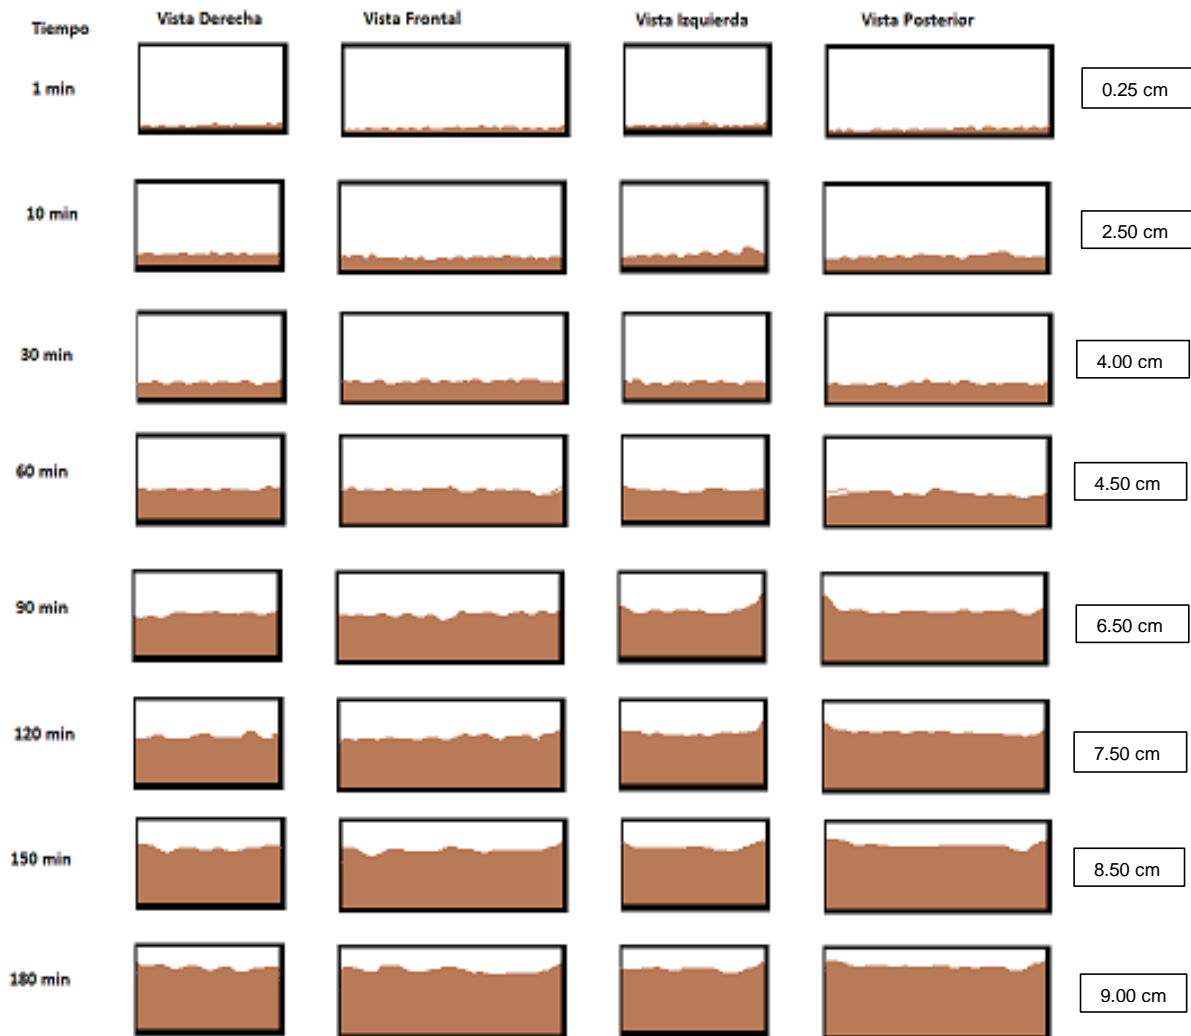 Tiempo Vista Derecha Vista Frontal Vista Izquierda Vista Posterior
1 min 0.25 cm
10 min 2.50 cm
30 min 4.00 cm
60 min 4.50 cm
90 min 6.50 cm
120 min 7.50 cm
150 min 8.50 cm
180 min 9.00 cm